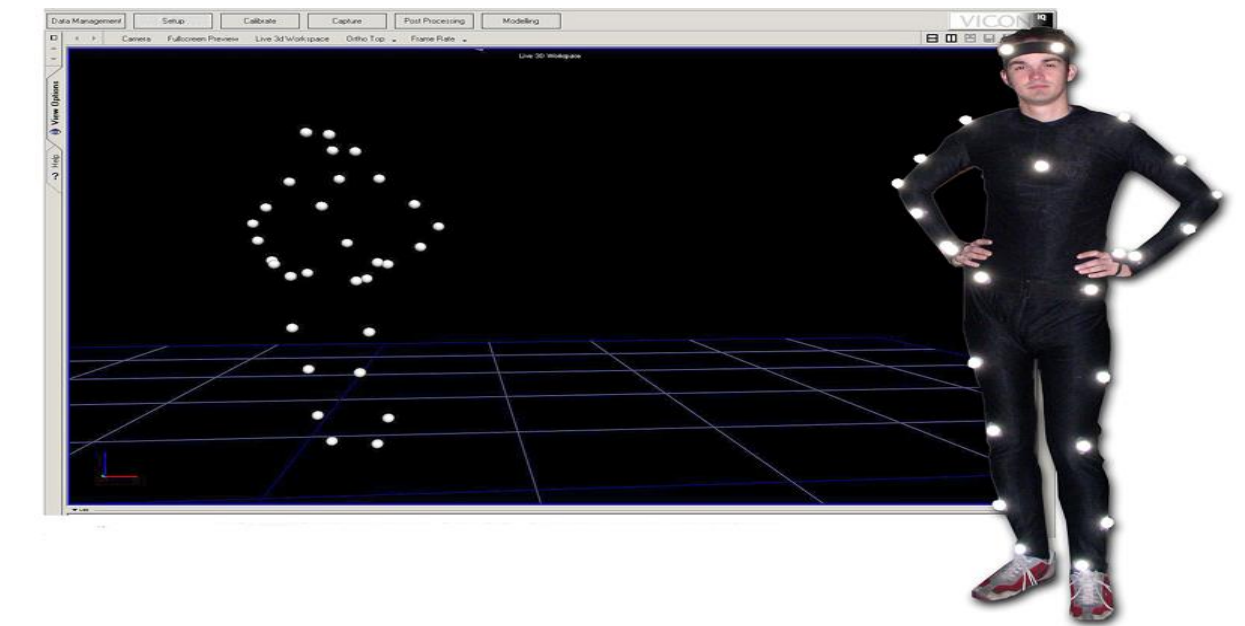 Data Management Setup Calibrate Capture Post Processing Modelling
VICON IQ
Camera Fullscreen Preview Live 3d Workspace Ortho Top Frame Rate
Live 3D Workspace
View Options
? Help